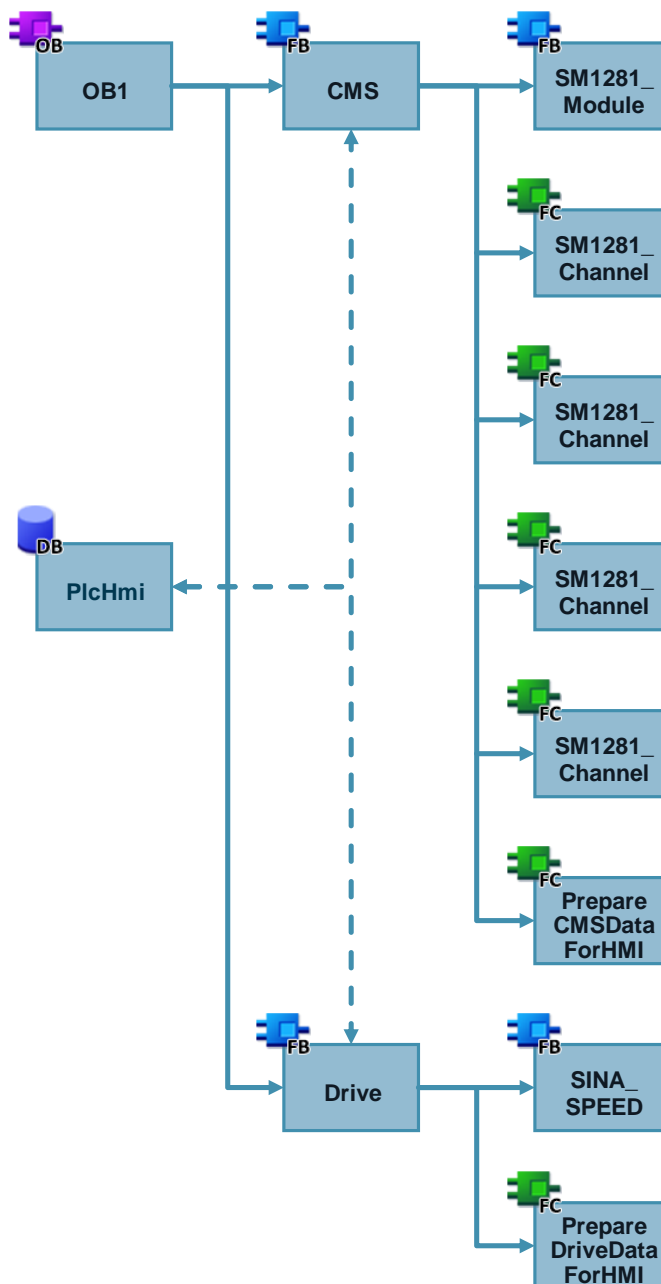 OB
OB1
FB
CMS
FB
SM1281_
Module
FC
SM1281_
Channel
FC
SM1281_
Channel
DB
PlcHmi
FC
SM1281_
Channel
FC
SM1281_
Channel
FC
Prepare
CMSData
ForHMI
FB
Drive
FB
SINA_
SPEED
FC
Prepare
DriveData
ForHMI